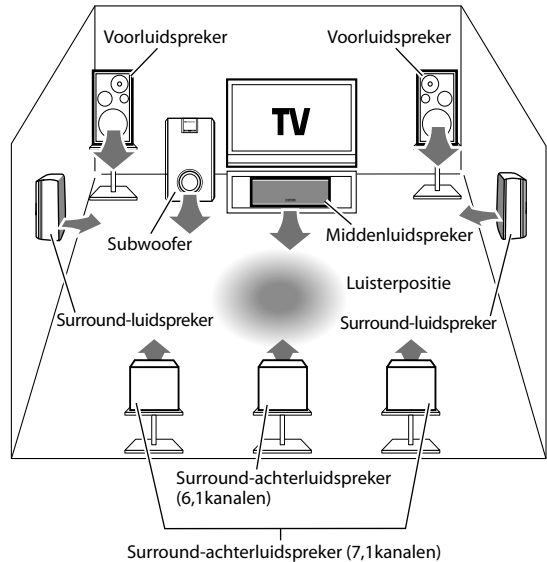 Voorluidspreker
Voorluidspreker
TV
Subwoofer
Middenluidspreker
Luisterpositie
Surround-luidspreker
Surround-luidspreker
Surround-achterluidspreker
(6,1kanalen)
Surround-achterluidspreker (7,1kanalen)